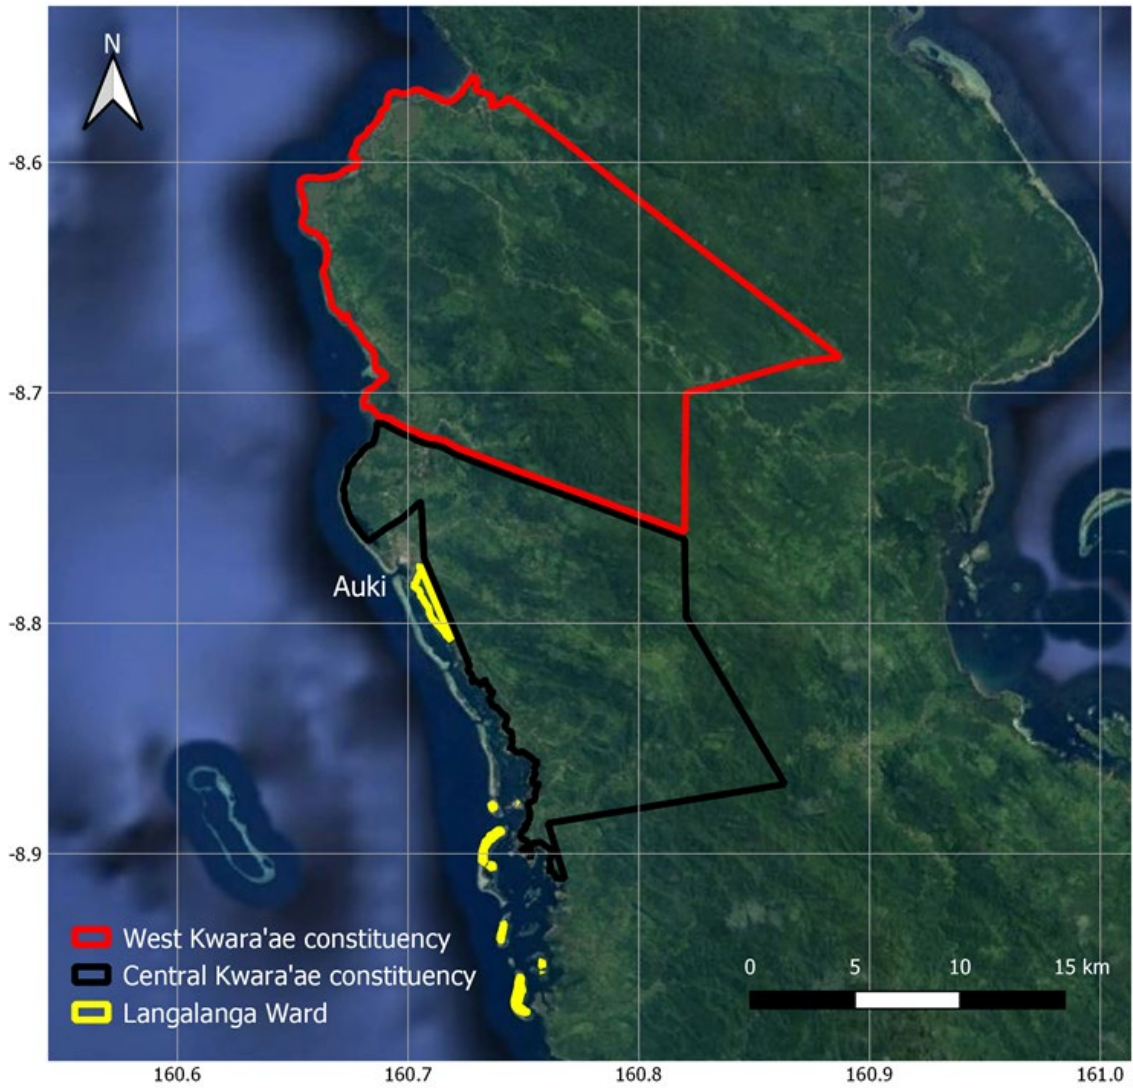 N
-8.6
-8.7
Auki
-8.8
-8.9
West Kwara'ae constituency
Central Kwara'ae constituency
Langalanga Ward
0 5 10 15 km
160.6 160.7 160.8 160.9 161.0